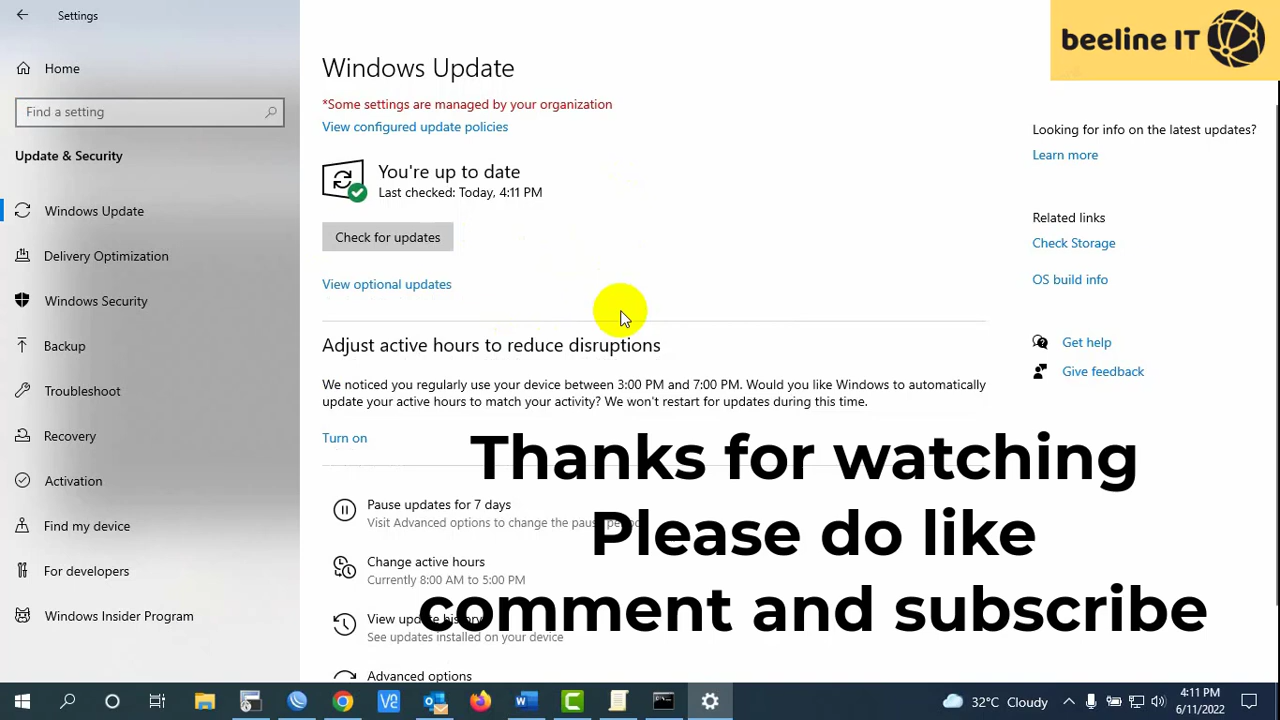 Settings
beeline IT
Home
Find a setting
Update & Security
Windows Update
Delivery Optimization
Windows Security
Backup
Troubleshoot
Recovery
Activation
Find my device
For developers
Windows Insider Program
Windows Update
*Some settings are managed by your organization
View configured update policies
You're up to date
Last checked: Today, 4:11 PM
Check for updates
View optional updates
Adjust active hours to reduce disruptions
We noticed you regularly use your device between 3:00 PM and 7:00 PM. Would you like Windows to automatically
update your active hours to match your activity? We won't restart for updates during this time.
Turn on
Pause updates for 7 days
Visit Advanced options to change the pause period
Change active hours
Currently 8:00 AM to 5:00 PM
View update history
See updates installed on your device
Advanced options
Looking for info on the latest updates?
Learn more
Related links
Check Storage
OS build info
Get help
Give feedback
Thanks for watching
Please do like
comment and subscribe
32°C Cloudy
4:11 PM
6/11/2022